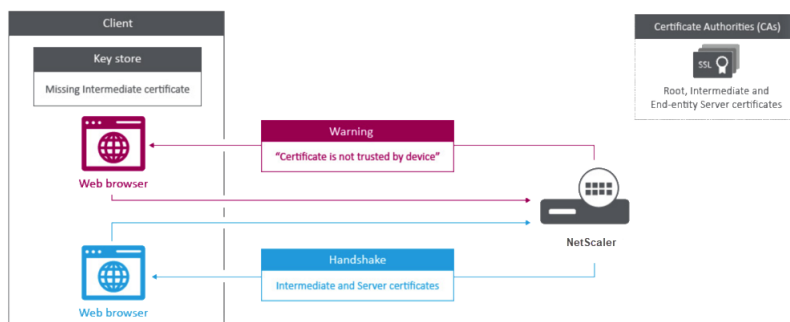 Client
Key store
Missing Intermediate certificate
Web browser
Warning
"Certificate is not trusted by device"
Certificate Authorities (CAs)
SSL
Root, Intermediate and
End-entity Server certificates
NetScaler
Handshake
Intermediate and Server certificates
Web browser